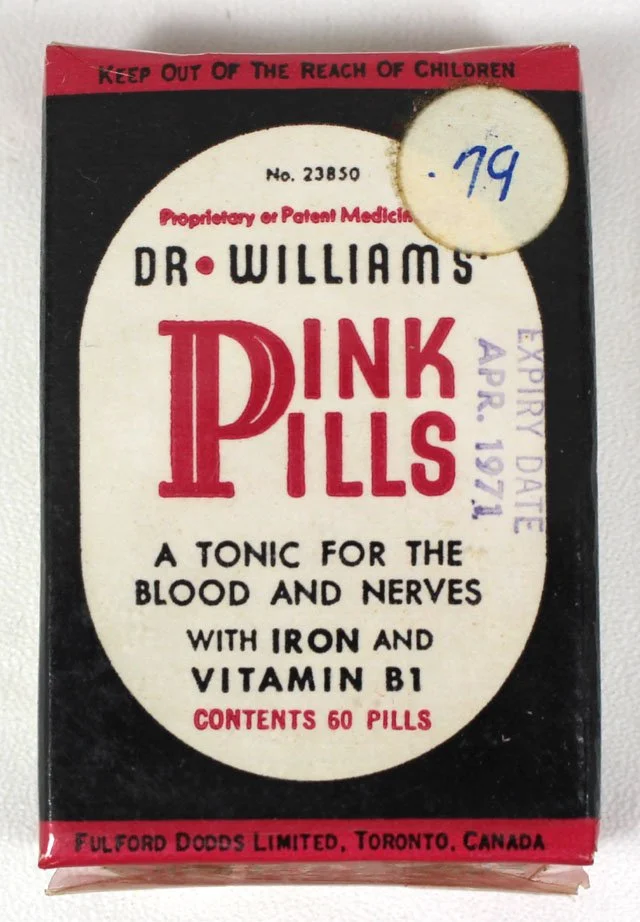 KEEP OUT OF THE REACH OF CHILDREN
.79
No. 23850
Proprietary or Patent
DR. WILLIAMS'
PINK
PILLS
EXPIRY DATE
APR. 1971
A TONIC FOR THE
BLOOD AND NERVES
WITH IRON AND
VITAMIN B1
CONTENTS 60 PILLS
FULFORD DODDS LIMITED, TORONTO, CANADA